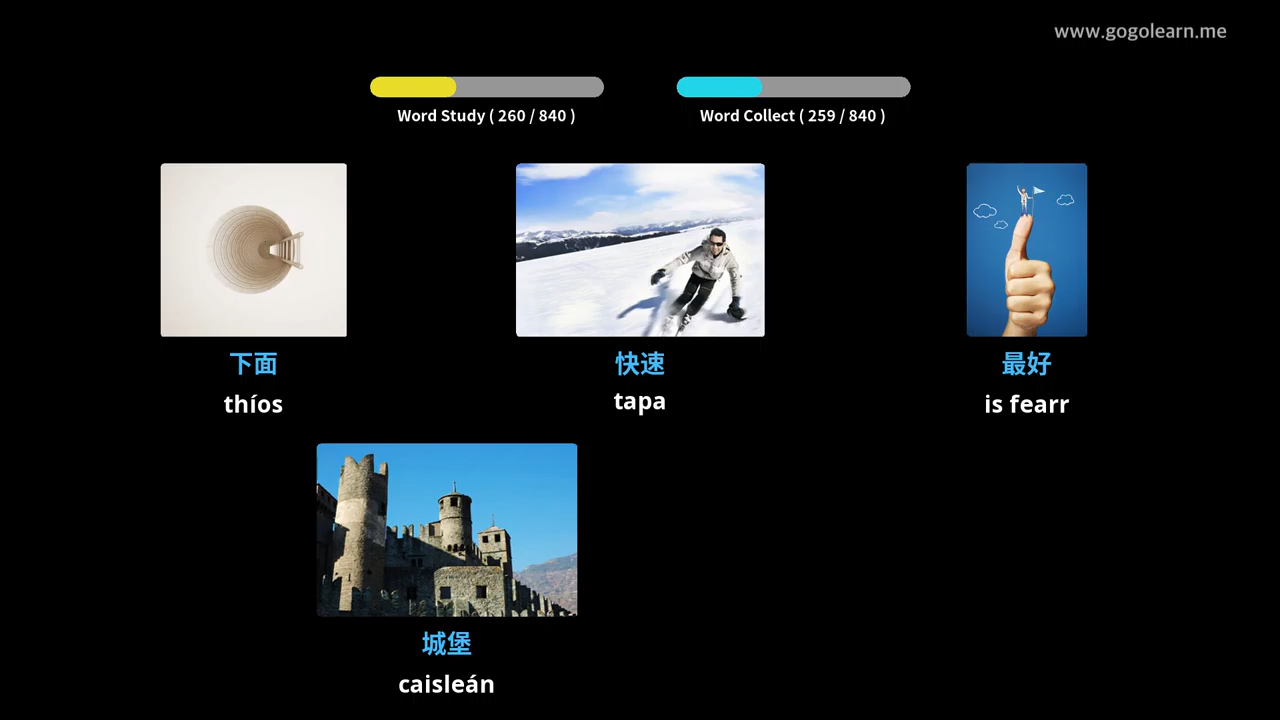 www.gogolearn.me
Word Study ( 260 / 840 )
Word Collect ( 259 / 840 )
下面
快速
最好
thíos
tapa
is fearr
城堡
caisleán